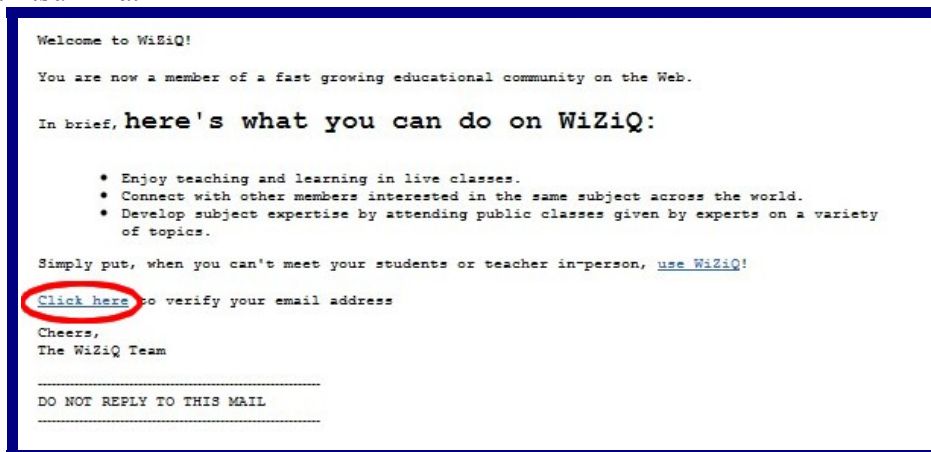 Welcome to WiZiQ!
You are now a member of a fast growing educational community on the Web.
In brief, here's what you can do on WiZiQ:
• Enjoy teaching and learning in live classes.
• Connect with other members interested in the same subject across the world.
• Develop subject expertise by attending public classes given by experts on a variety
of topics.
Simply put, when you can't meet your students or teacher in-person, use WiZiQ!
Click here to verify your email address
Cheers,
The WiZiQ Team
DO NOT REPLY TO THIS MAIL